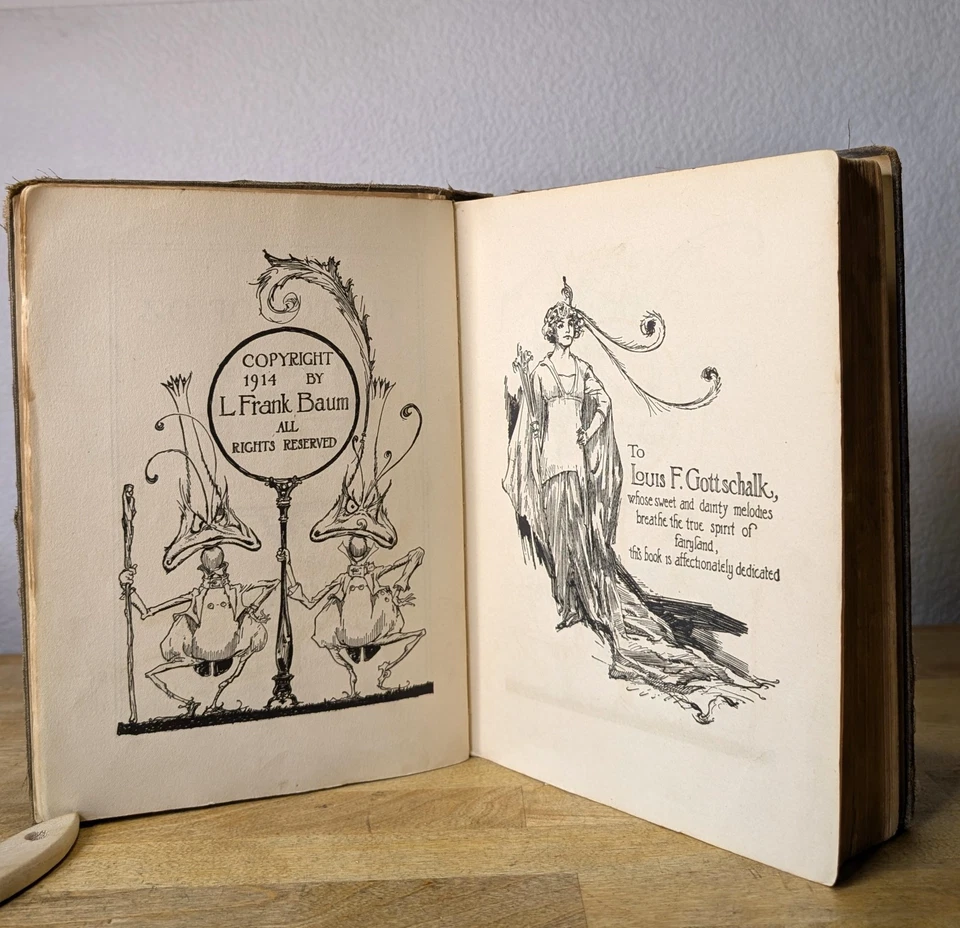 COPYRIGHT
1914 BY
L Frank Baum
ALL
RIGHTS RESERVED
To
Louis F. Gottschalk,
whose sweet and dainty melodies
breathe the true spirit of
fairyland,
this book is affectionately dedicated